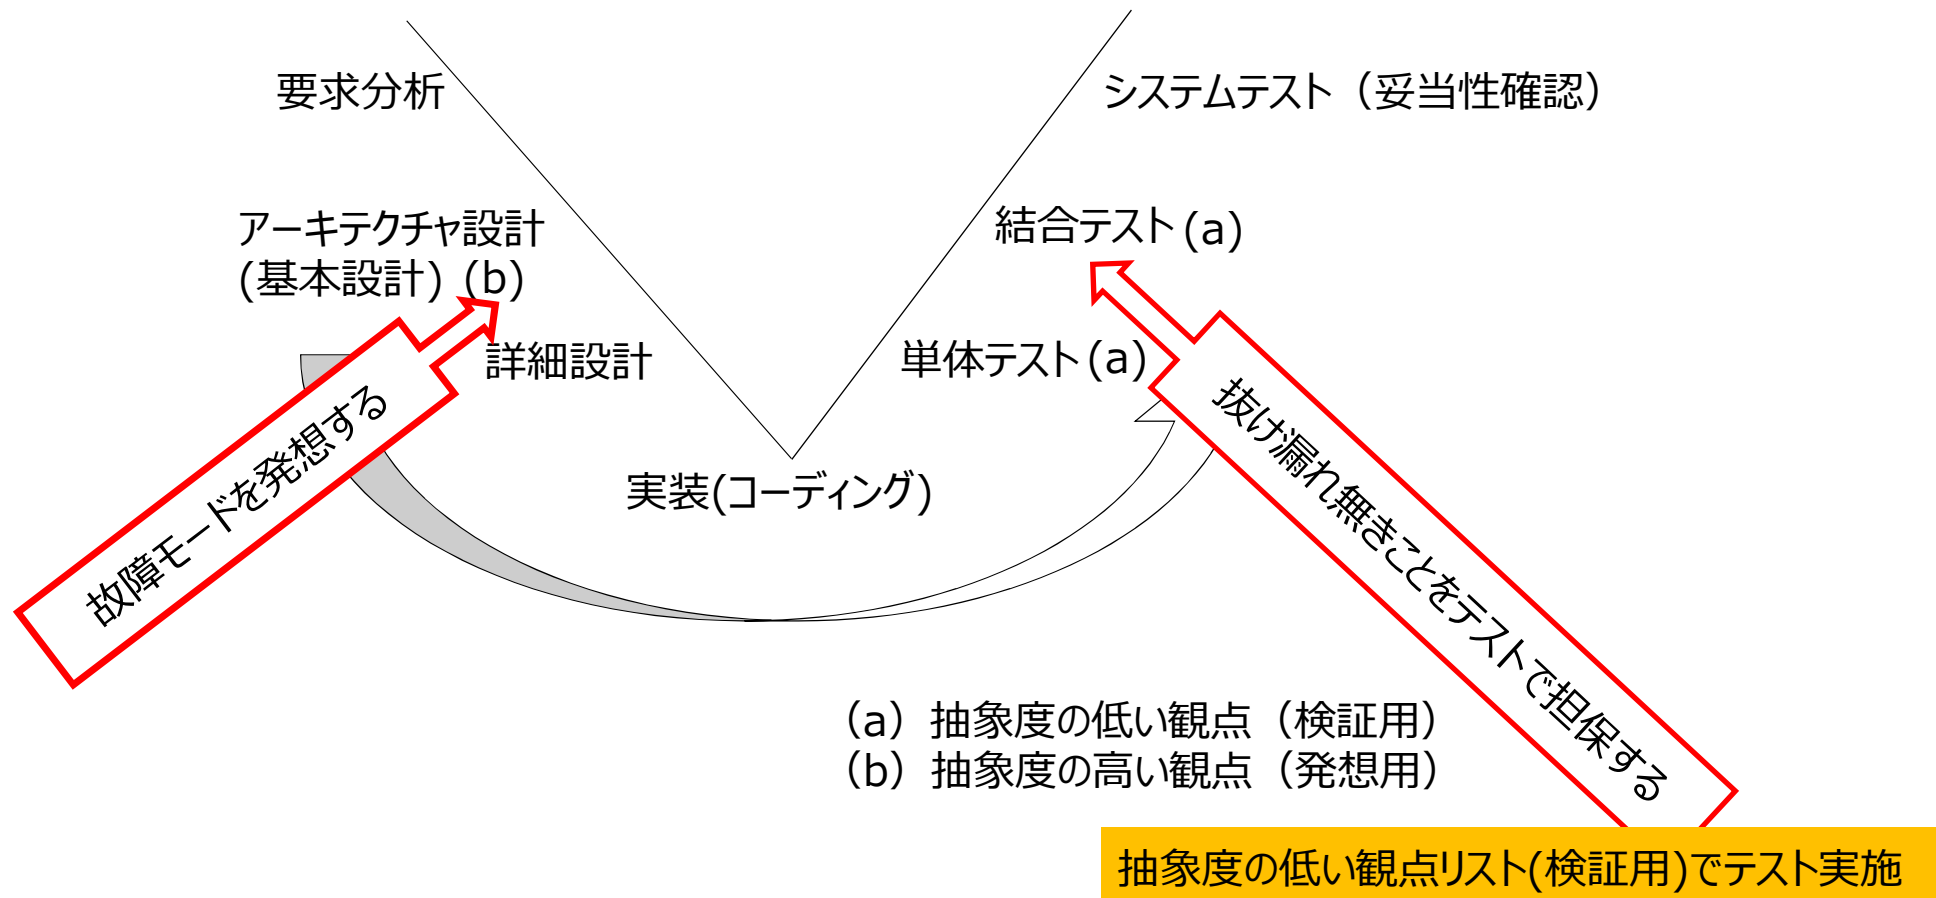 要求分析
システムテスト（妥当性確認）
アーキテクチャ設計
(基本設計) (b)
結合テスト(a)
詳細設計
単体テスト(a)
実装(コーディング)
故障モードを発想する
抜け漏れ無きことをテストで担保する
（a）抽象度の低い観点（検証用）
（b）抽象度の高い観点（発想用）
抽象度の低い観点リスト(検証用)でテスト実施